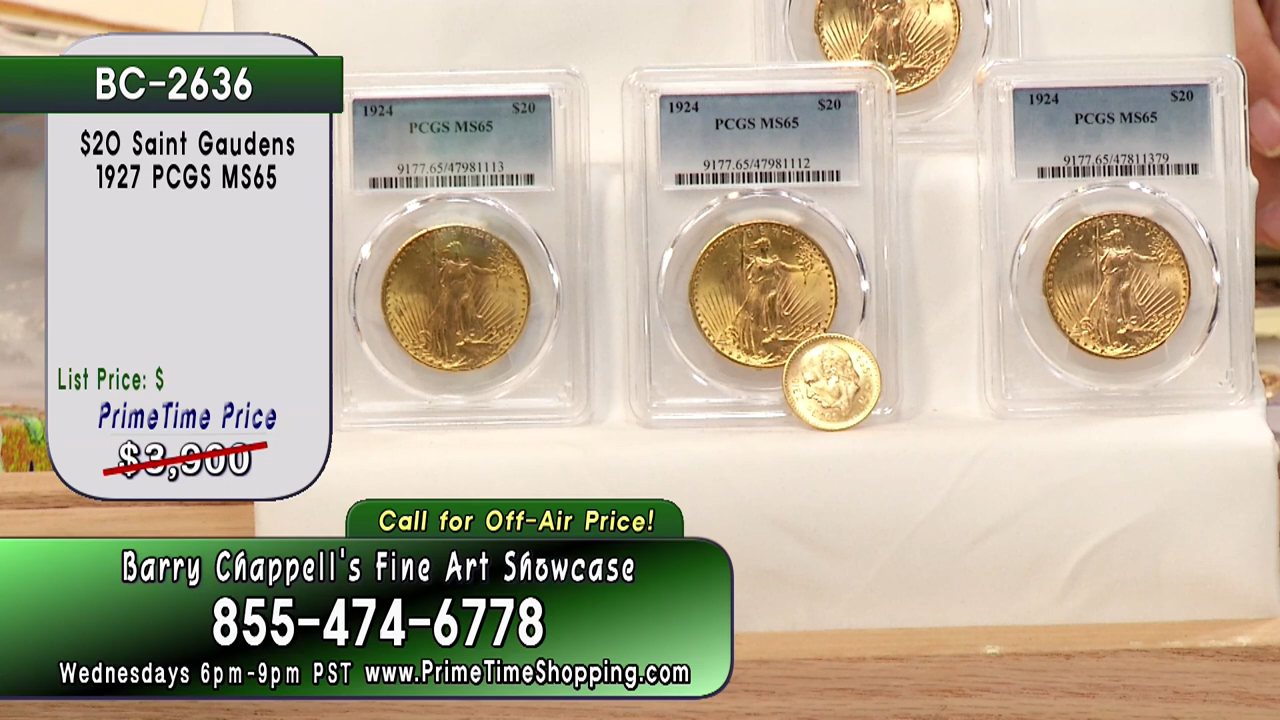 BC-2636
$20 Saint Gaudens
1927 PCGS MS65
List Price: $
PrimeTime Price
$3,900
1924 $20
PCGS MS65
9177.65/47981113
1924 $20
PCGS MS65
9177.65/47981112
1924 $20
PCGS MS65
9177.65/47811379
Call for Off-Air Price!
Barry Chappell's Fine Art Showcase
855-474-6778
Wednesdays 6pm-9pm PST www.PrimeTimeShopping.com